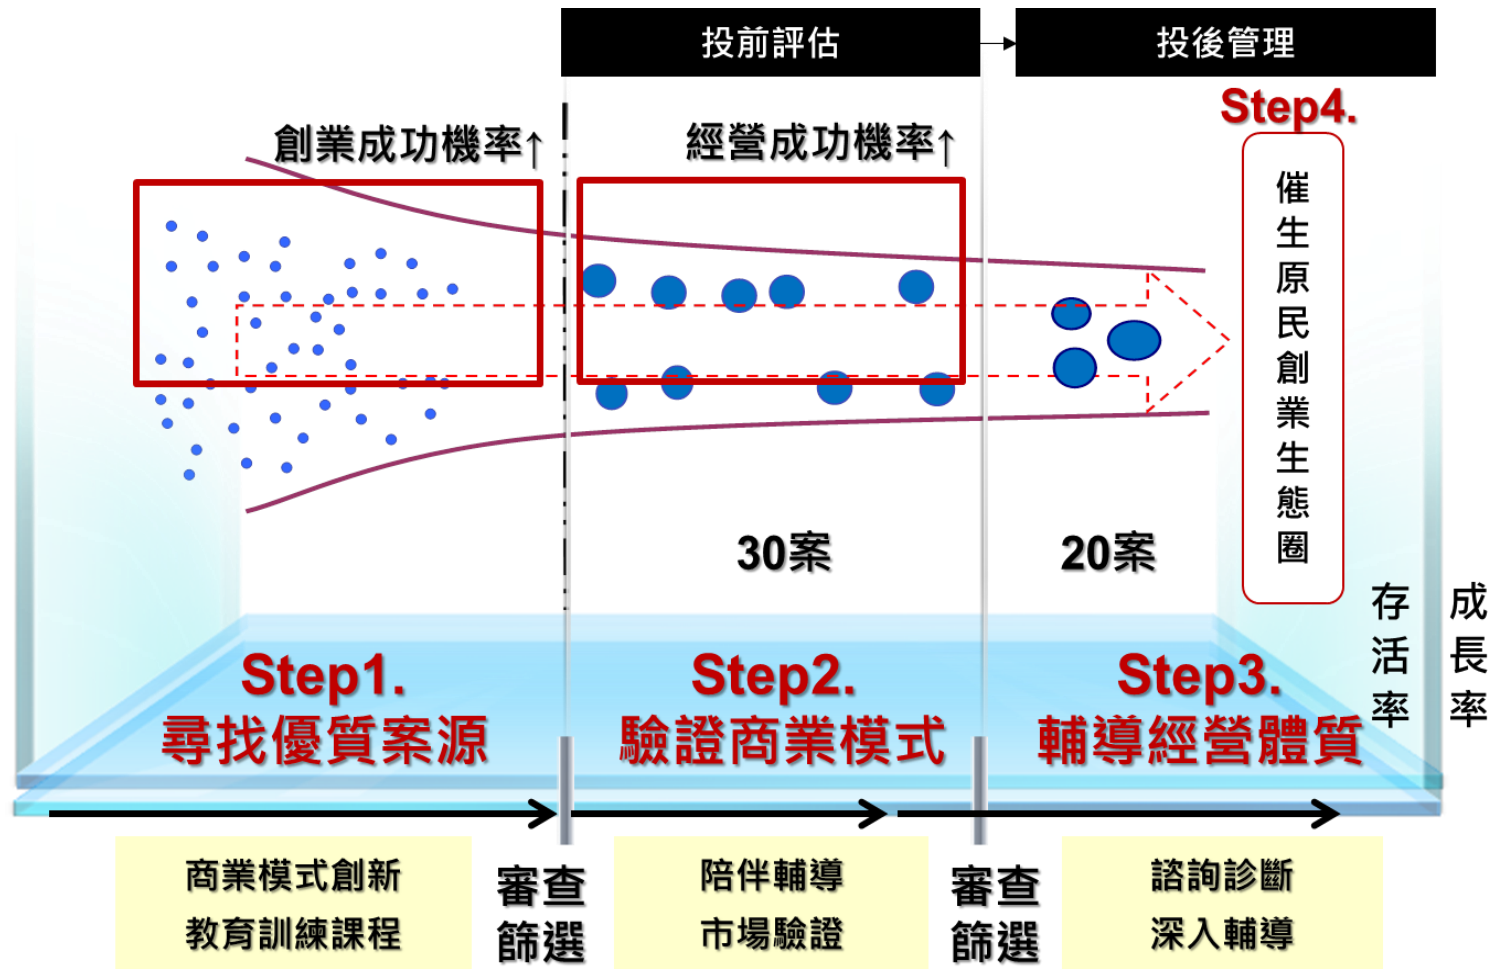 投前評估
投後管理
Step4.
創業成功機率↑
經營成功機率↑
催生原民創業生態圈
30案
20案
存活率
成長率
Step1.
尋找優質案源
Step2.
驗證商業模式
Step3.
輔導經營體質
商業模式創新
教育訓練課程
審查
篩選
陪伴輔導
市場驗證
審查
篩選
諮詢診斷
深入輔導